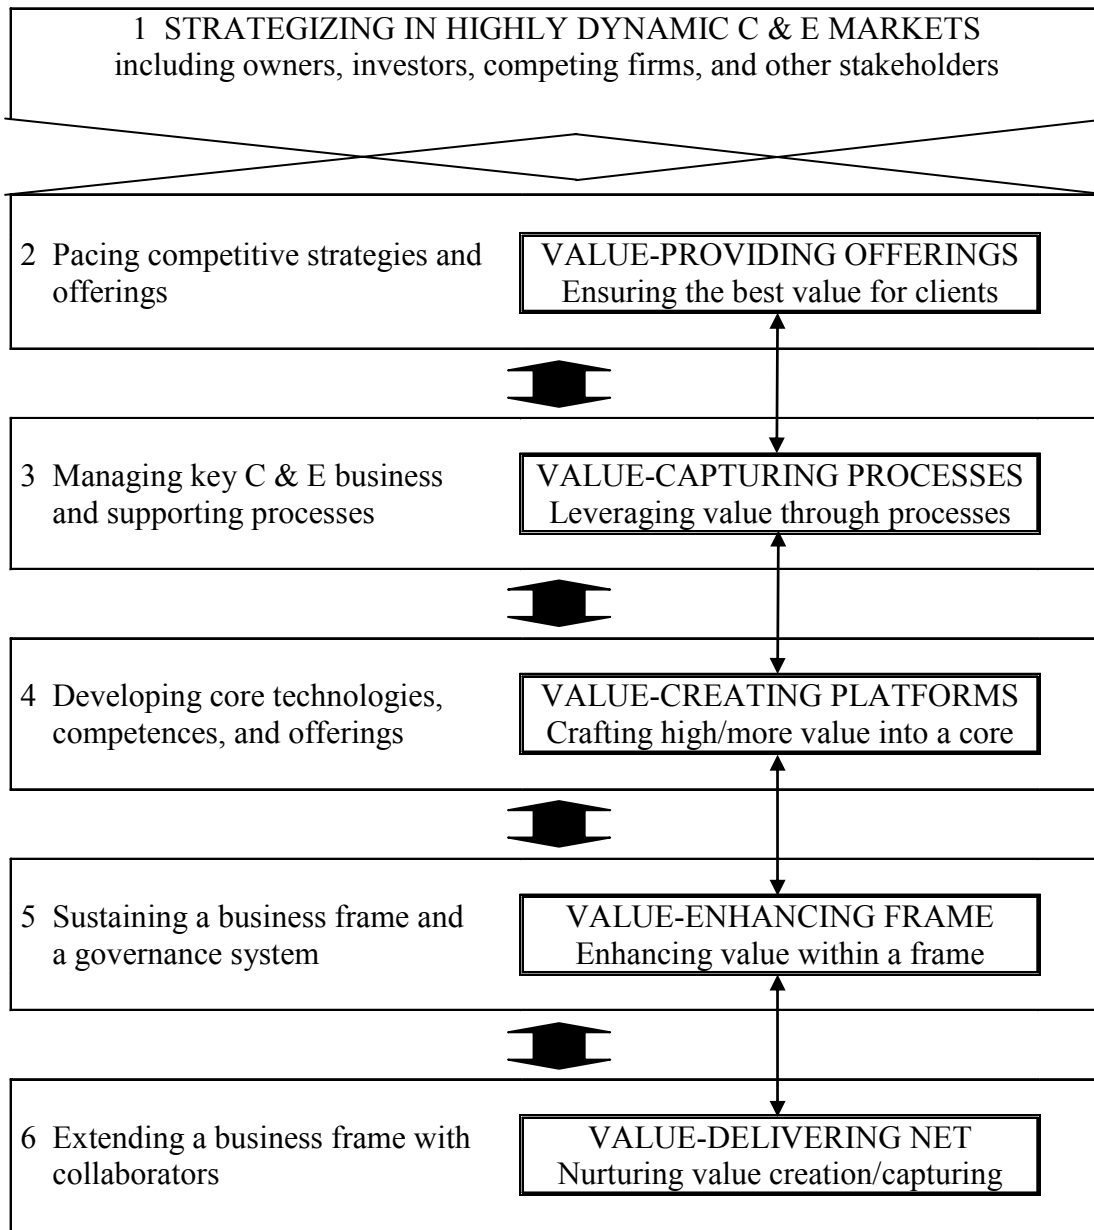 1 STRATEGIZING IN HIGHLY DYNAMIC C & E MARKETS
including owners, investors, competing firms, and other stakeholders
2 Pacing competitive strategies and
offerings
VALUE-PROVIDING OFFERINGS
Ensuring the best value for clients
3 Managing key C & E business
and supporting processes
VALUE-CAPTURING PROCESSES
Leveraging value through processes
4 Developing core technologies,
competences, and offerings
VALUE-CREATING PLATFORMS
Crafting high/more value into a core
5 Sustaining a business frame and
a governance system
VALUE-ENHANCING FRAME
Enhancing value within a frame
6 Extending a business frame with
collaborators
VALUE-DELIVERING NET
Nurturing value creation/capturing